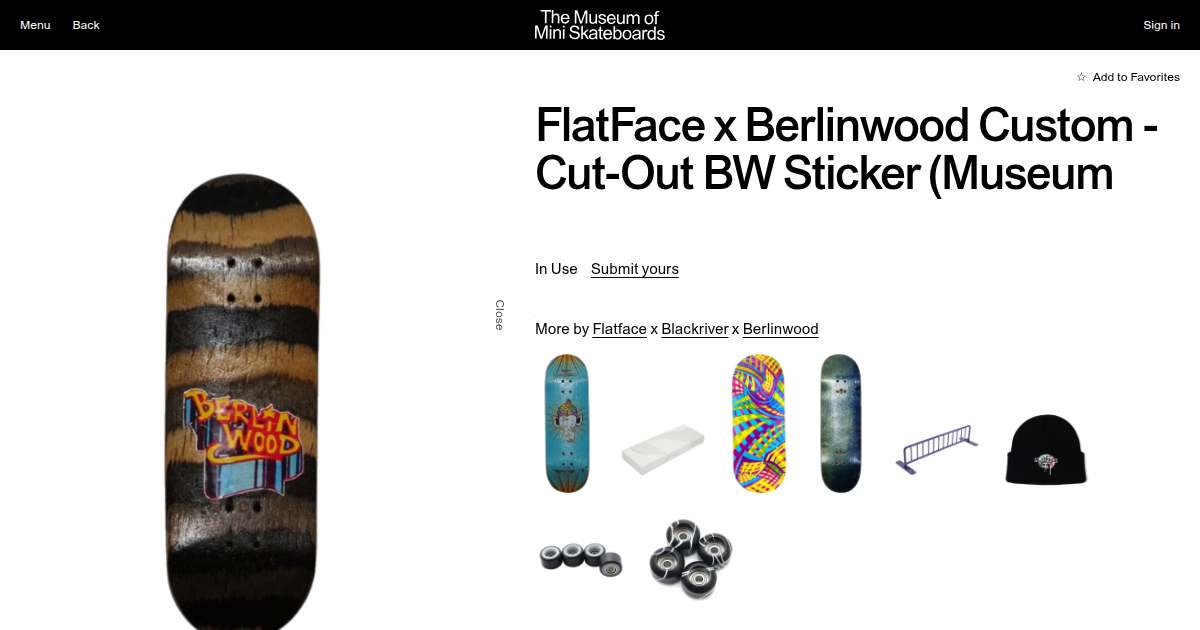 Menu
Back
The Museum of
Mini Skateboards
Sign in
☆ Add to Favorites
FlatFace x Berlinwood Custom -
Cut-Out BW Sticker (Museum
In Use
Submit yours
Close
More by Flatface x Blackriver x Berlinwood
BERLIN
WOOD